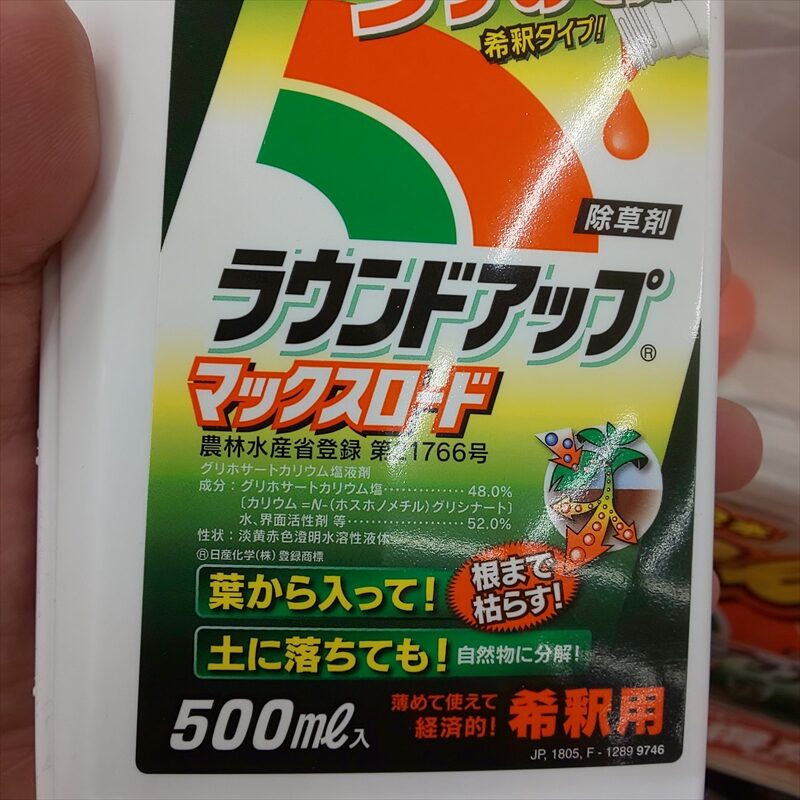 うすめて
希釈タイプ!
除草剤
ラウンドアップ®
マックスロード
農林水産省登録 第21766号
グリホサートカリウム塩液剤
成分：グリホサートカリウム塩……………48.0%
〔カリウム=N-(ホスホノメチル)グリシナート〕
水、界面活性剤 等…………………52.0%
性状：淡黄赤色澄明水溶性液体
®日産化学(株)登録商標
葉から入って!
根まで
枯らす!
土に落ちても! 自然物に分解!
500mℓ入
薄めて使えて
経済的!
希釈用
JP, 1805, F - 1289 9746